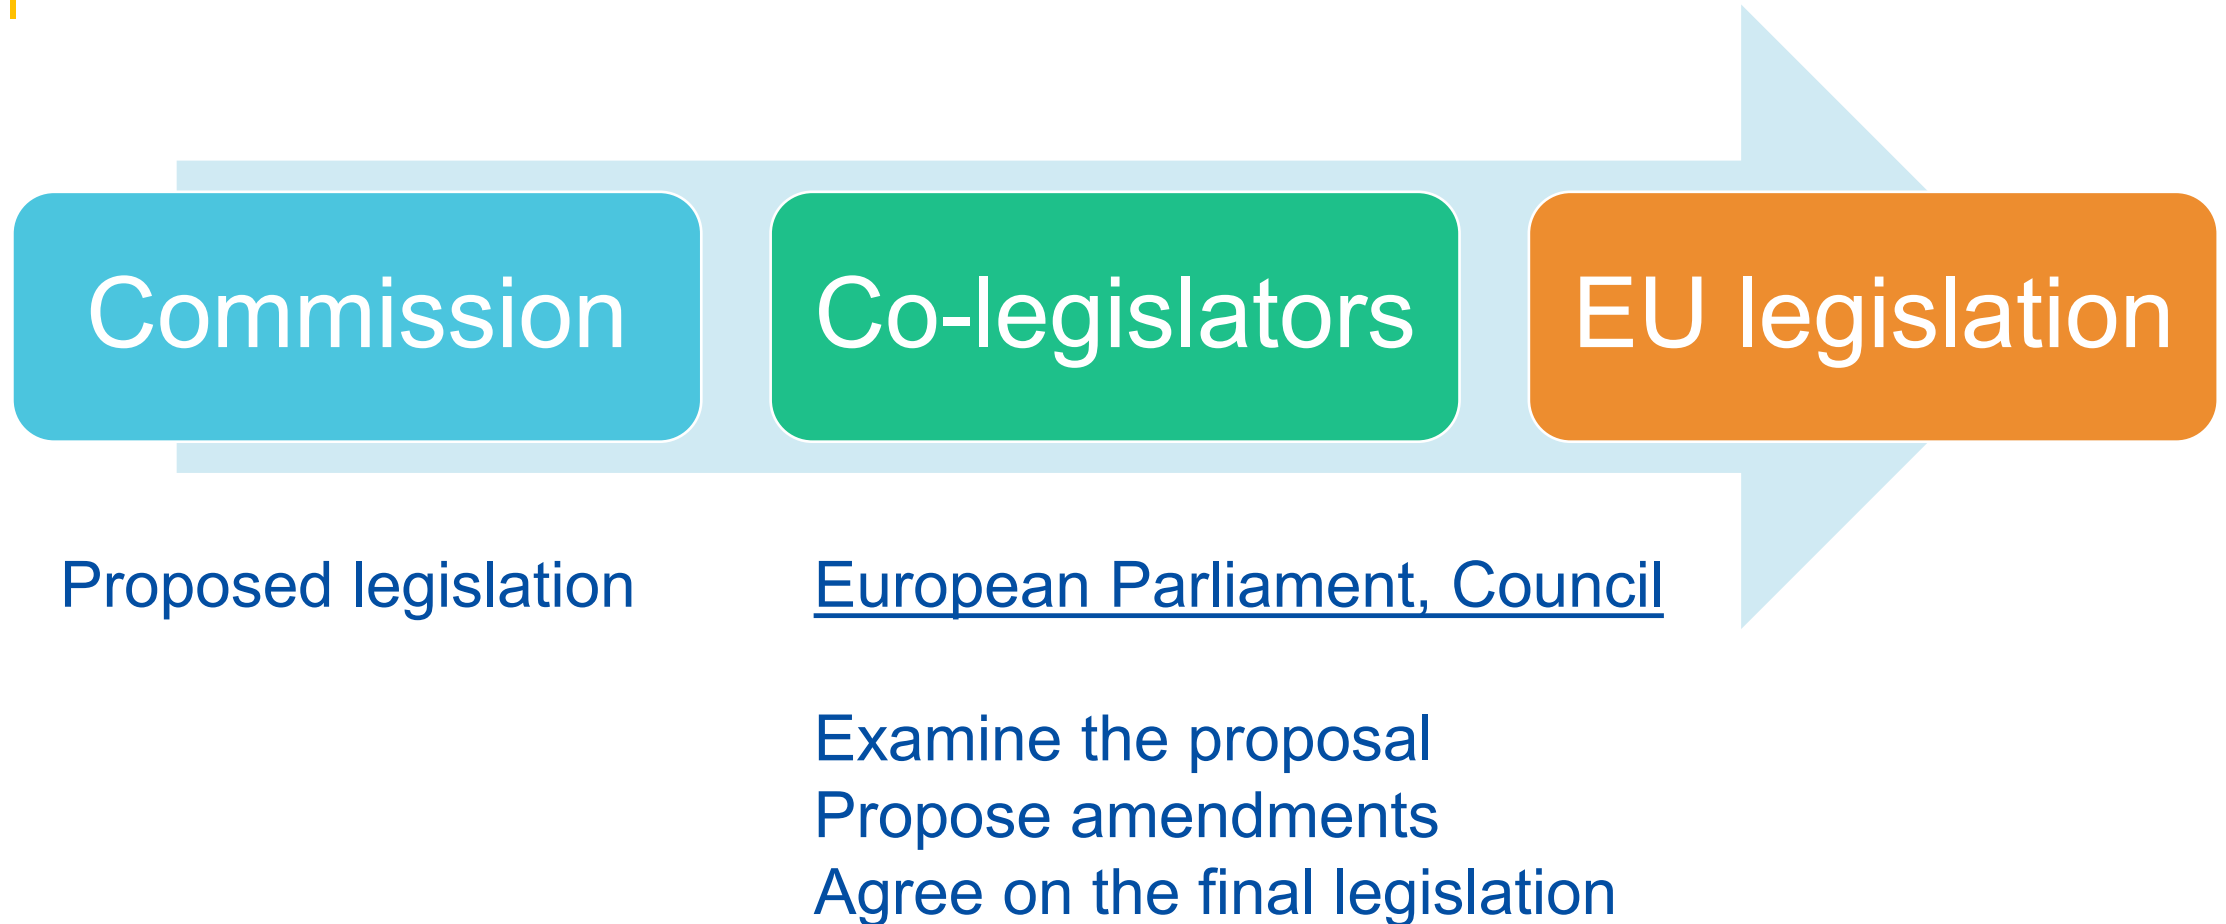 Commission
Co-legislators
EU legislation
Proposed legislation
European Parliament, Council
Examine the proposal
Propose amendments
Agree on the final legislation